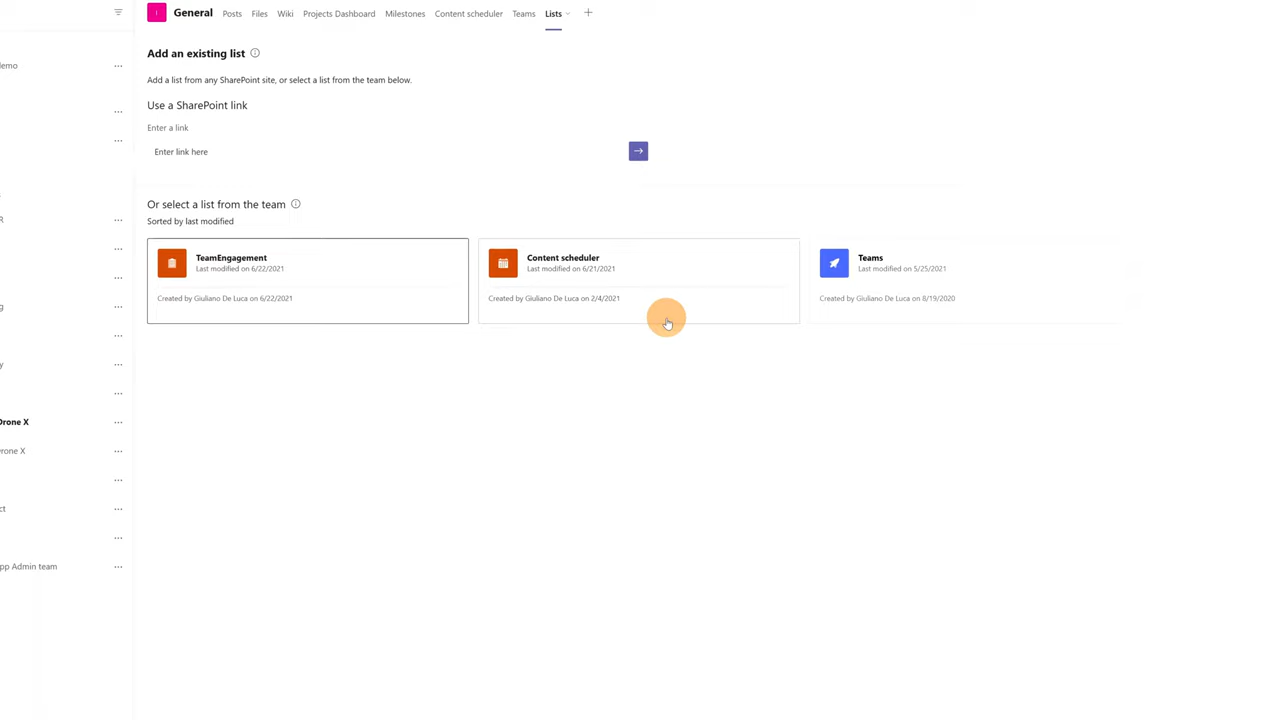 General Posts Files Wiki Projects Dashboard Milestones Content scheduler Teams Lists
Add an existing list
Add a list from any SharePoint site, or select a list from the team below.
Use a SharePoint link
Enter a link
Enter link here
Or select a list from the team
Sorted by last modified
TeamEngagement
Last modified on 6/22/2021
Created by Giuliano De Luca on 6/22/2021
Content scheduler
Last modified on 6/21/2021
Created by Giuliano De Luca on 2/4/2021
Teams
Last modified on 5/25/2021
Created by Giuliano De Luca on 8/19/2020
demo
R
g
y
Drone X
rone X
ct
pp Admin team